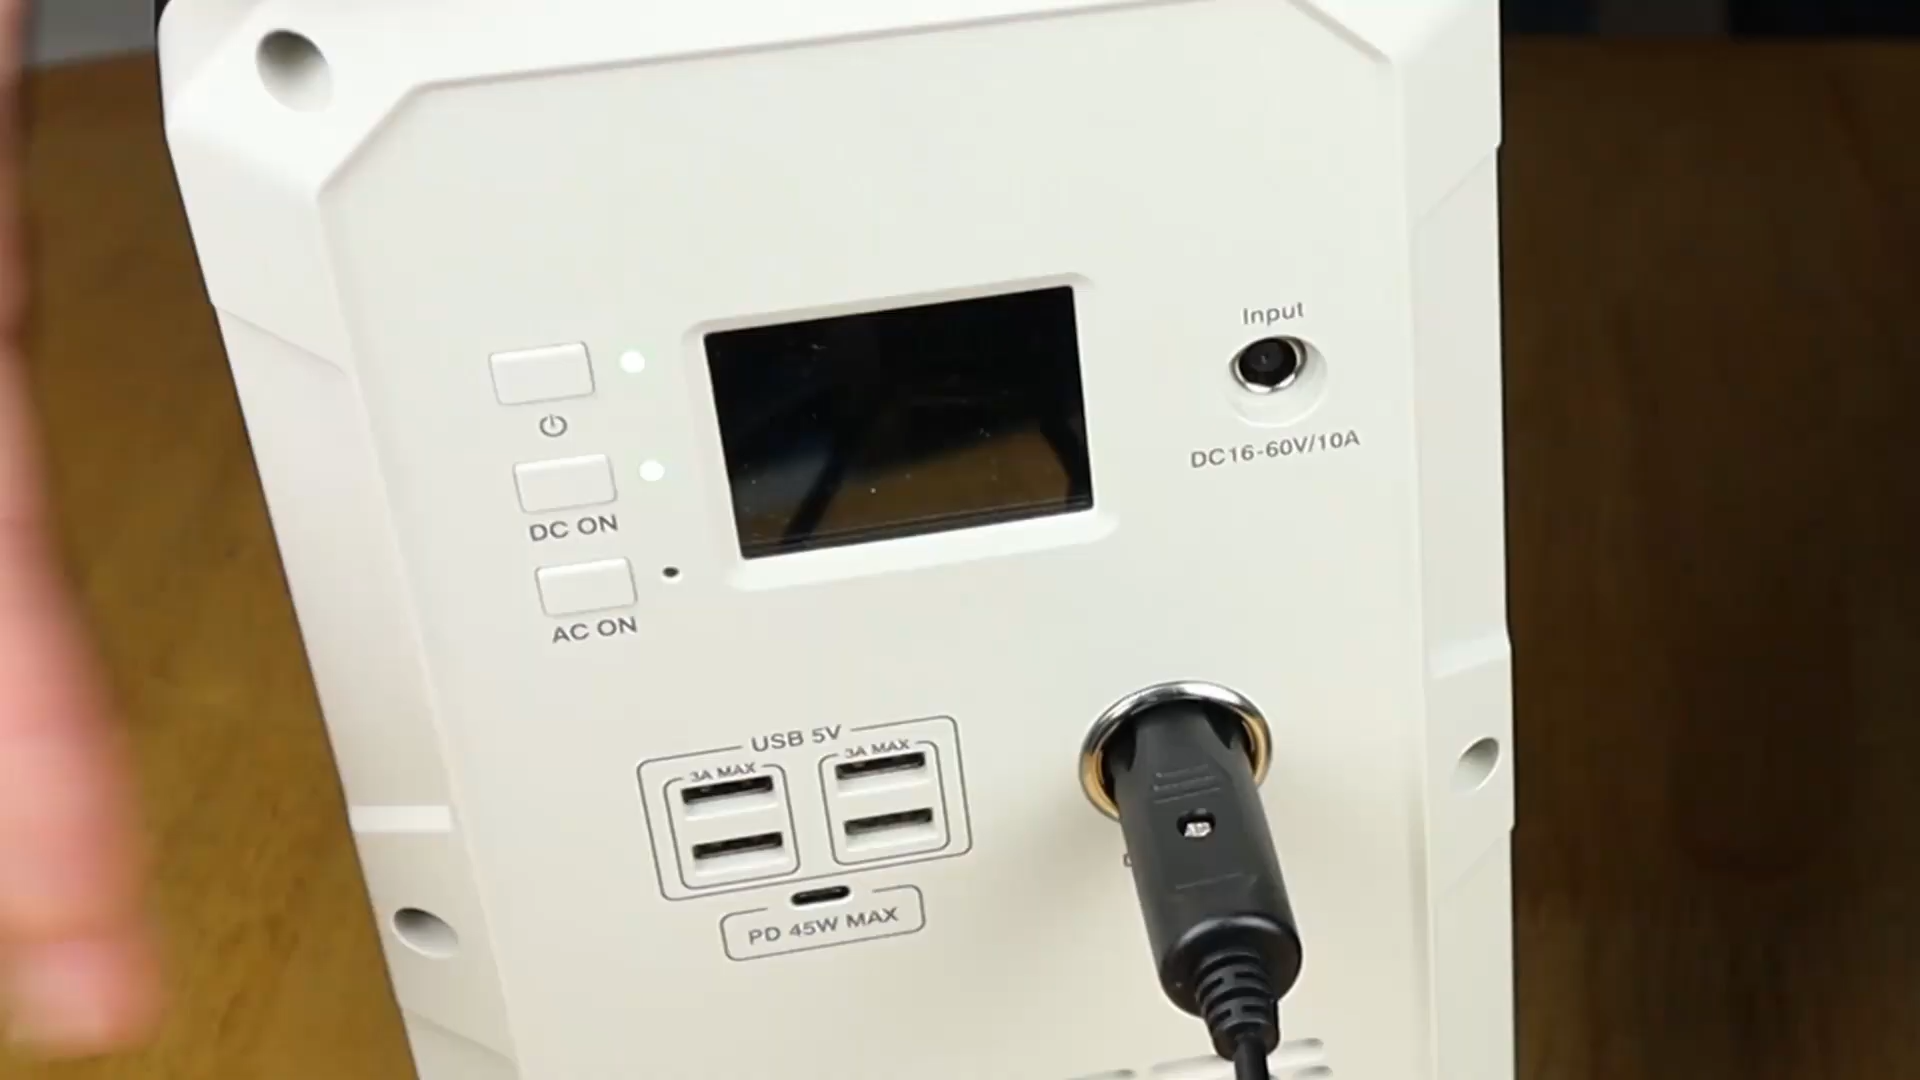 Input
DC16-60V/10A
DC ON
AC ON
USB 5V
3A MAX
3A MAX
PD 45W MAX